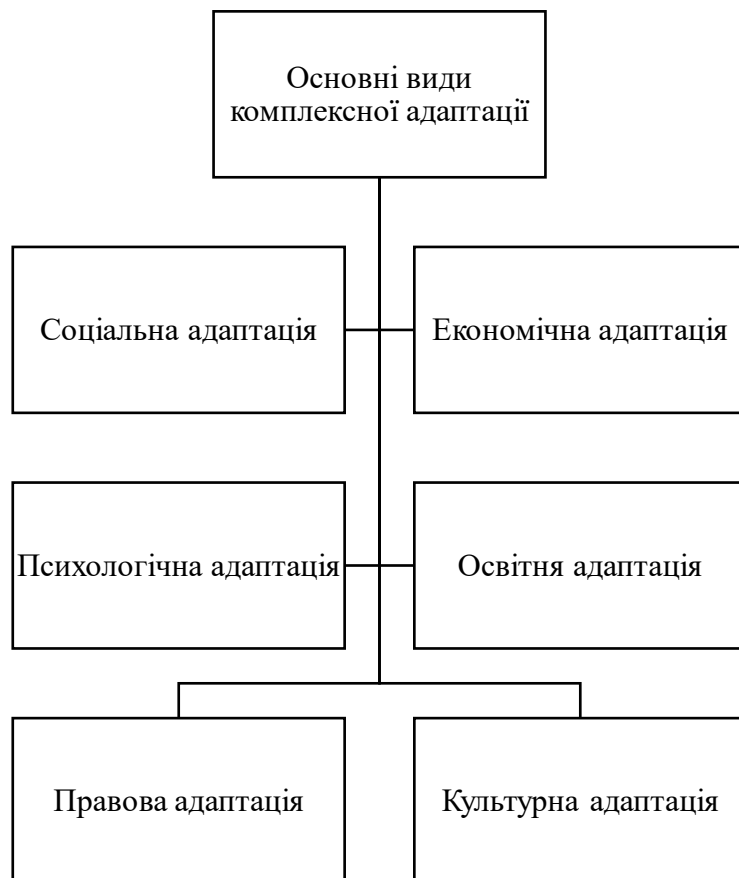 Основні види
комплексної адаптації
Соціальна адаптація
Економічна адаптація
Психологічна адаптація
Освітня адаптація
Правова адаптація
Культурна адаптація